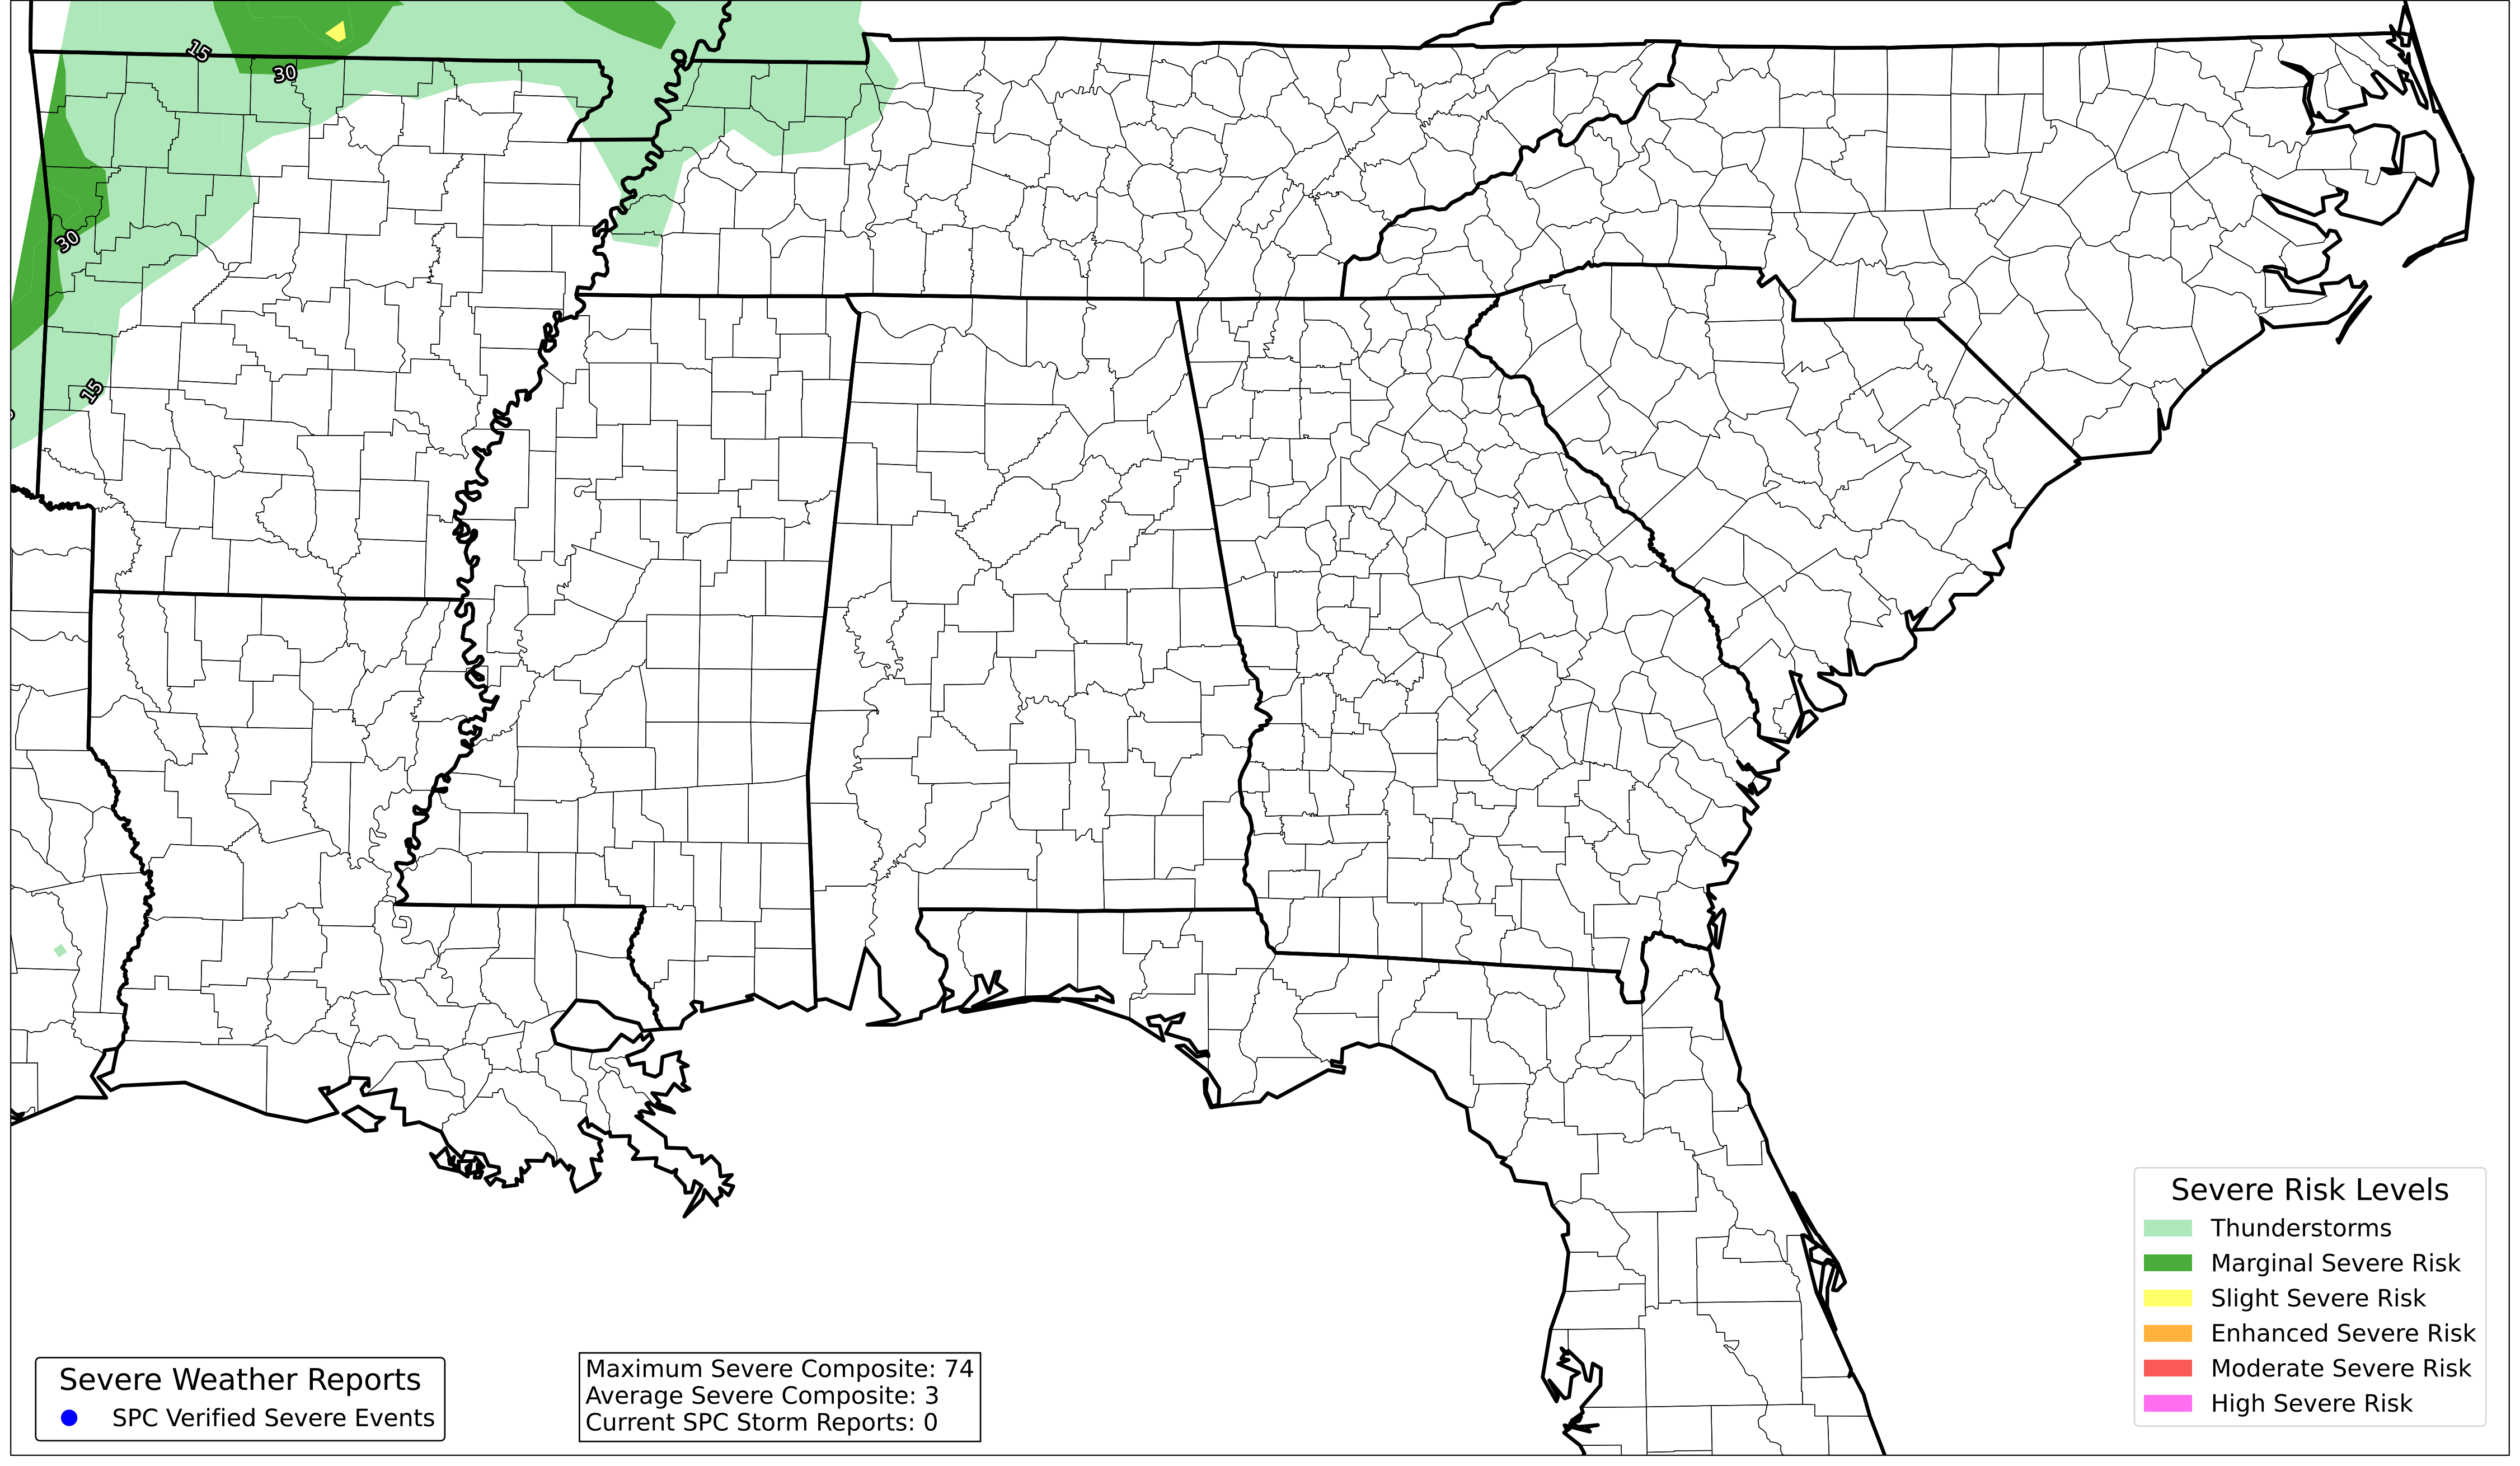 15
30
30
15
Severe Risk Levels
Thunderstorms
Marginal Severe Risk
Slight Severe Risk
Enhanced Severe Risk
Moderate Severe Risk
High Severe Risk
Severe Weather Reports
SPC Verified Severe Events
Maximum Severe Composite: 74
Average Severe Composite: 3
Current SPC Storm Reports: 0